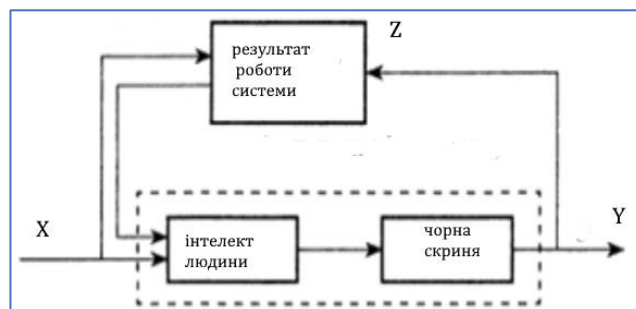 Z
результат
роботи
системи
X
інтелект
людини
чорна
скриня
Y